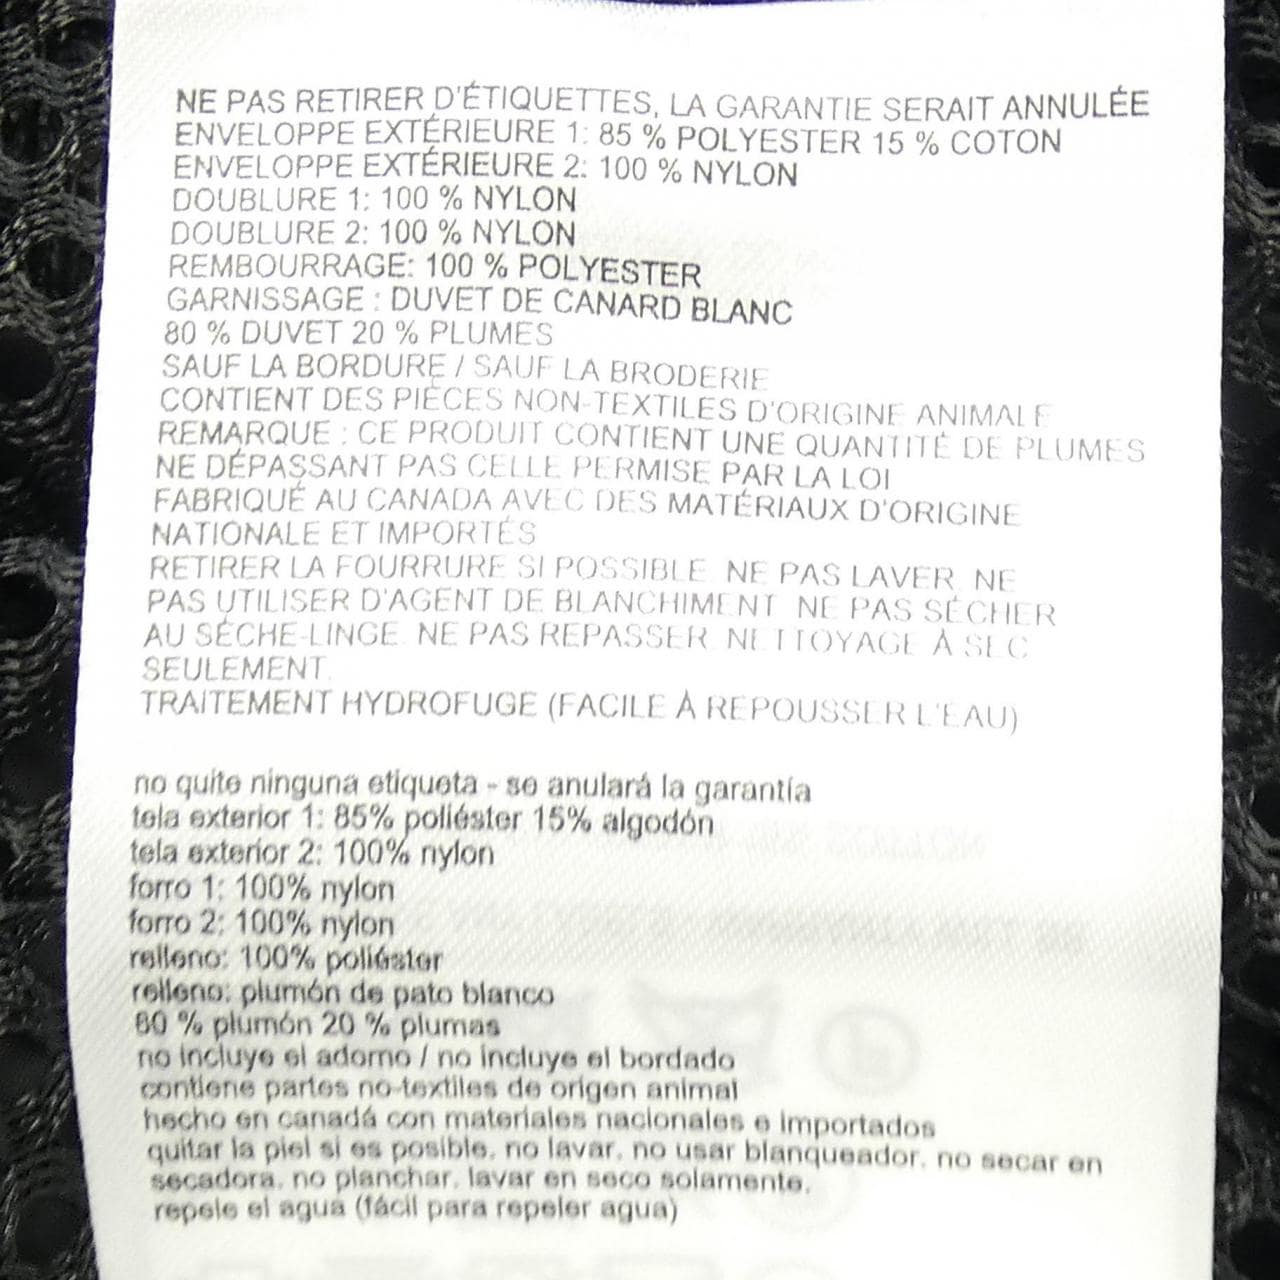 NE PAS RETIRER D'ÉTIQUETTES, LA GARANTIE SERAIT ANNULÉE
ENVELOPPE EXTÉRIEURE 1: 85 % POLYESTER 15 % COTON
ENVELOPPE EXTÉRIEURE 2: 100 % NYLON
DOUBLURE 1: 100 % NYLON
DOUBLURE 2: 100 % NYLON
REMBOURRAGE: 100 % POLYESTER
GARNISSAGE : DUVET DE CANARD BLANC
80 % DUVET 20 % PLUMES
SAUF LA BORDURE / SAUF LA BRODERIE
CONTIENT DES PIÈCES NON-TEXTILES D'ORIGINE ANIMALE
REMARQUE : CE PRODUIT CONTIENT UNE QUANTITÉ DE PLUMES
NE DÉPASSANT PAS CELLE PERMISE PAR LA LOI
FABRIQUÉ AU CANADA AVEC DES MATÉRIAUX D'ORIGINE
NATIONALE ET IMPORTÉS
RETIRER LA FOURRURE SI POSSIBLE NE PAS LAVER NE
PAS UTILISER D'AGENT DE BLANCHIMENT NE PAS SÉCHER
AU SÈCHE-LINGE. NE PAS REPASSER. NETTOYAGE À SEC
SEULEMENT.
TRAITEMENT HYDROFUGE (FACILE À REPOUSSER L'EAU)
no quite ninguna etiqueta - se anulará la garantía
tela exterior 1: 85% poliéster 15% algodón
tela exterior 2: 100% nylon
forro 1: 100% nylon
forro 2: 100% nylon
relleno: 100% poliéster
relleno: plumón de pato blanco
80 % plumón 20 % plumas
no incluye el adorno / no incluye el bordado
contiene partes no-textiles de origen animal
hecho en canadá con materiales nacionales e importados
quitar la piel si es posible, no lavar, no usar blanqueador, no secar en
secadora, no planchar, lavar en seco solamente.
repele el agua (fácil para repeler agua)